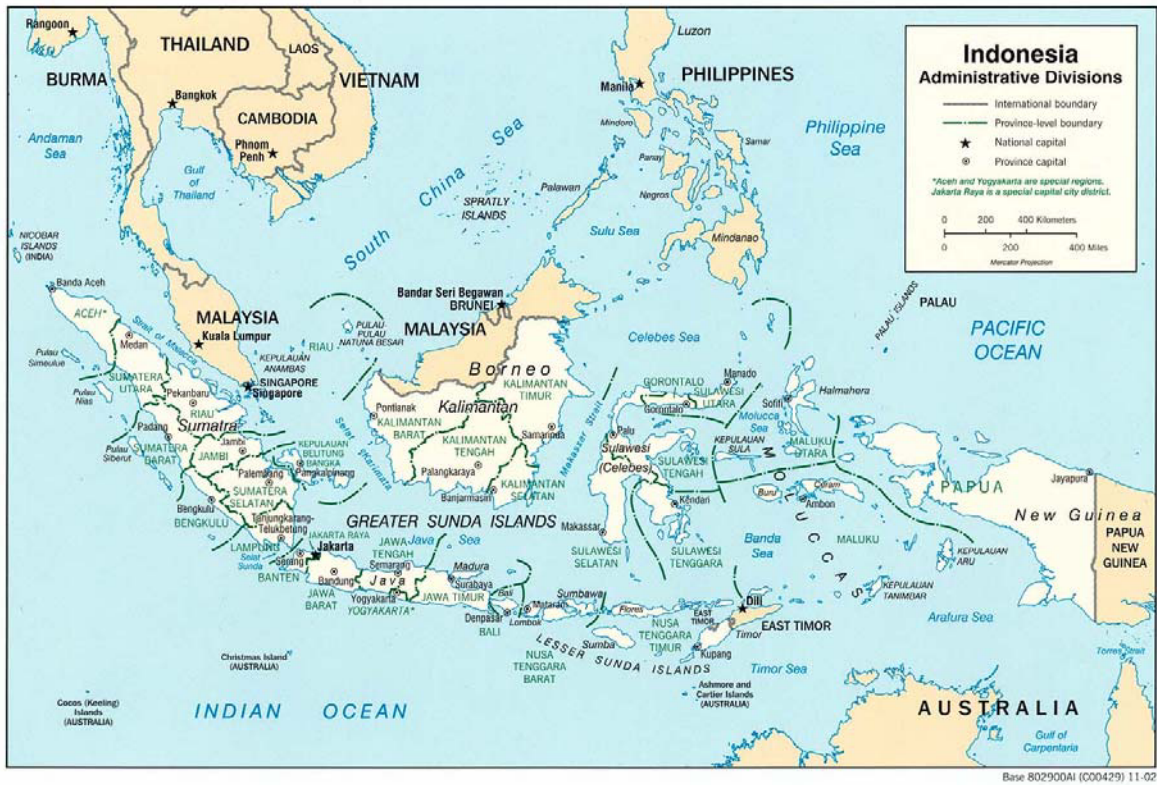 Rangoon
THAILAND
LAOS
BURMA
VIETNAM
Bangkok
CAMBODIA
Phnom
Penh
Andaman
Sea
Gulf
of
Thailand
South China Sea
Luzon
PHILIPPINES
Manila
Mindoro
Samar
Panay
Negros
Palawan
SPRATLY
ISLANDS
Sulu Sea
Mindanao
Philippine
Sea
Indonesia
Administrative Divisions
International boundary
Province-level boundary
National capital
Province capital
*Aceh and Yogyakarta are special regions.
Jakarta Raya is a special capital city district.
0 200 400 Kilometers
0 200 400 Miles
Mercator Projection
NICOBAR
ISLANDS
(INDIA)
Banda Aceh
ACEH*
Strait of Malacca
Medan
MALAYSIA
Kuala Lumpur
Pulau
Simeulue
Pulau
Nias
SUMATERA
UTARA
KEPULAUAN
ANAMBAS
PULAU-
PULAU
NATUNA BESAR
RIAU
SINGAPORE
Singapore
Bandar Seri Begawan
BRUNEI
MALAYSIA
Celebes Sea
PALAU ISLANDS
PALAU
PACIFIC
OCEAN
Pekanbaru
RIAU
Sumatra
Padang
Pulau
Siberut
SUMATERA
BARAT
Jambi
JAMBI
KEPULAUAN
BELITUNG
BANGKA
Pangkalpinang
Palembang
SUMATERA
SELATAN
Bengkulu
BENGKULU
Tanjungkarang-
Telukbetung
LAMPUNG
Selat
Sunda
Selat
(Karimata
Borneo
Kalimantan
KALIMANTAN
TIMUR
Pontianak
KALIMANTAN
BARAT
KALIMANTAN
TENGAH
Samarinda
Palangkaraya
Banjarmasin
KALIMANTAN
SELATAN
Makassar Strait
GORONTALO
Gorontalo
SULAWESI
UTARA
Manado
Palu
Sulawesi
(Celebes)
SULAWESI
TENGAH
Kendari
Makassar
SULAWESI
SELATAN
SULAWESI
TENGGARA
Molucca
Sea
Sofifi
Halmahera
KEPULAUAN
SULA
MALUKU
UTARA
MOLUCCAS
Buru
Ceram
Ambon
MALUKU
Banda
Sea
PAPUA
Jayapura
New Guinea
PAPUA
NEW
GUINEA
KEPULAUAN
ARU
KEPULAUAN
TANIMBAR
GREATER SUNDA ISLANDS
JAKARTA RAYA
Jakarta
Serang
BANTEN
Bandung
JAWA
BARAT
JAWA
TENGAH
Semarang
Java
Java
Sea
Yogyakarta
YOGYAKARTA*
Madura
Surabaya
JAWA TIMUR
Bali
Denpasar
BALI
Mataram
Lombok
Sumbawa
NUSA
TENGGARA
BARAT
Flores
Sumba
LESSER SUNDA ISLANDS
NUSA
TENGGARA
TIMUR
EAST
TIMOR
Dili
EAST TIMOR
Timor
Kupang
Timor Sea
Arafura Sea
Torres Strait
Christmas Island
(AUSTRALIA)
Cocos (Keeling)
Islands
(AUSTRALIA)
INDIAN OCEAN
Ashmore and
Cartier Islands
(AUSTRALIA)
AUSTRALIA
Gulf of
Carpentaria
Base 802900AI (C00429) 11-02